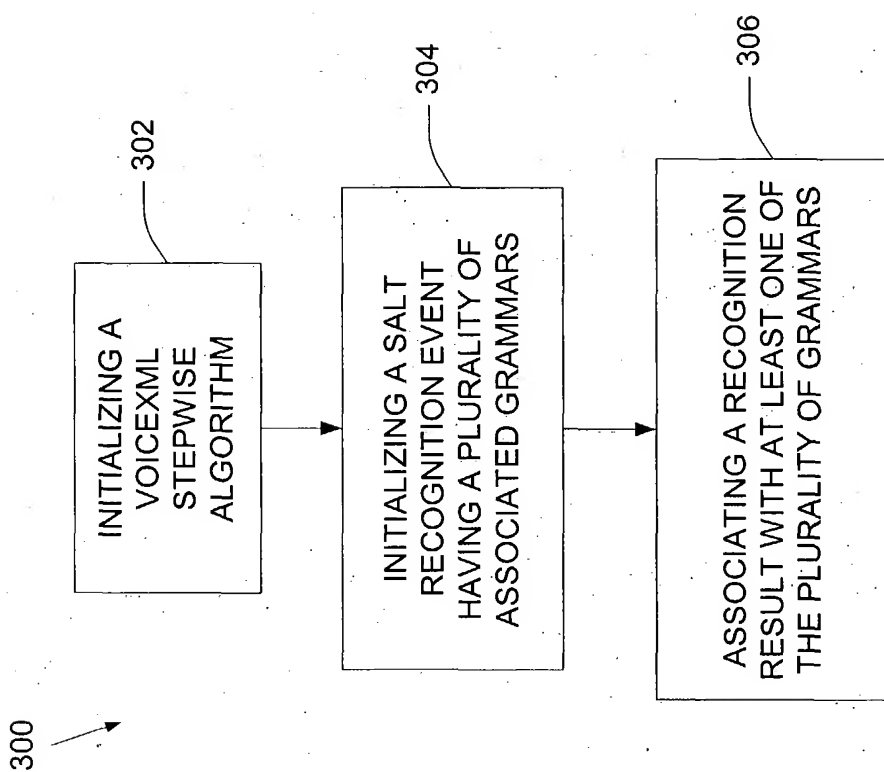 300
302
INITIALIZING A
VOICEXML
STEPWISE
ALGORITHM
304
INITIALIZING A SALT
RECOGNITION EVENT
HAVING A PLURALITY OF
ASSOCIATED GRAMMARS
306
ASSOCIATING A RECOGNITION
RESULT WITH AT LEAST ONE OF
THE PLURALITY OF GRAMMARS